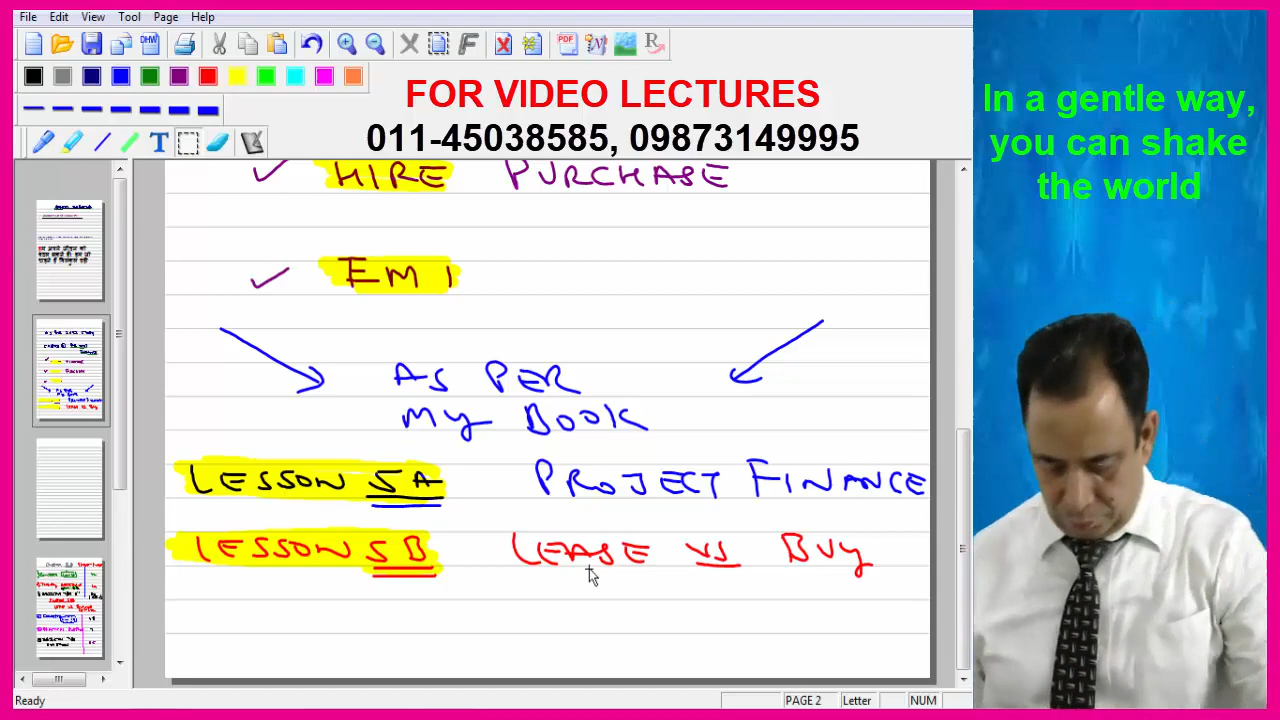 File Edit View Tool Page Help
DHW
PDF
FOR VIDEO LECTURES
011-45038585, 09873149995
In a gentle way,
you can shake
the world
HIRE PURCHASE
EMI
AS PER
MY BOOK
LESSON 5A PROJECT FINANCE
LESSON 5B LEASE VS BUY
Ready
PAGE 2 Letter NUM